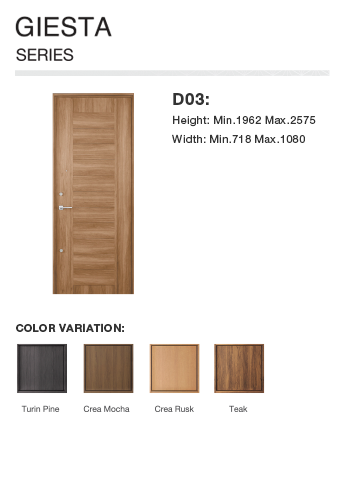 GIESTA
SERIES
D03:
Height: Min.1962 Max.2575
Width: Min.718 Max.1080
COLOR VARIATION:
Turin Pine
Crea Mocha
Crea Rusk
Teak